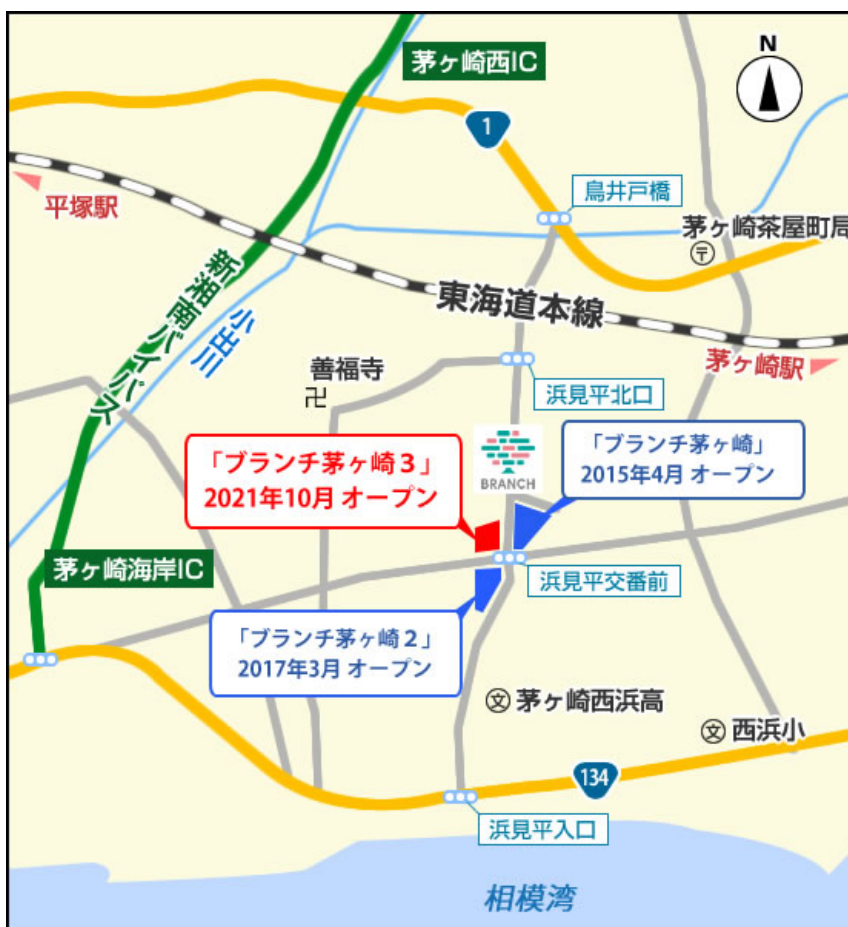 茅ヶ崎西IC
N
1
鳥井戸橋
平塚駅
茅ヶ崎茶屋町局
〒
新湘南バイパス
小出川
東海道本線
茅ヶ崎駅
善福寺
卍
浜見平北口
「ブランチ茅ヶ崎３」
2021年10月 オープン
BRANCH
「ブランチ茅ヶ崎」
2015年4月 オープン
茅ヶ崎海岸IC
浜見平交番前
「ブランチ茅ヶ崎２」
2017年3月 オープン
文 茅ヶ崎西浜高
文 西浜小
134
浜見平入口
相模湾